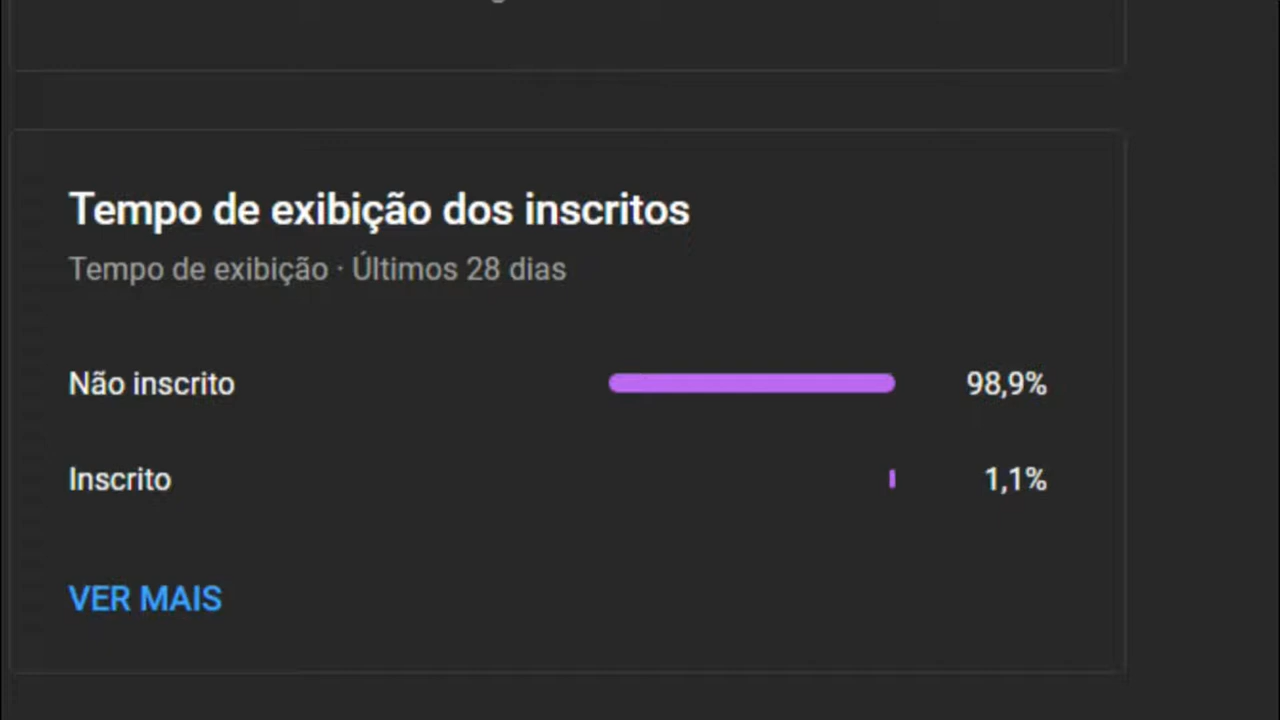 Tempo de exibição dos inscritos
Tempo de exibição · Últimos 28 dias
Não inscrito 98,9%
Inscrito 1,1%
VER MAIS